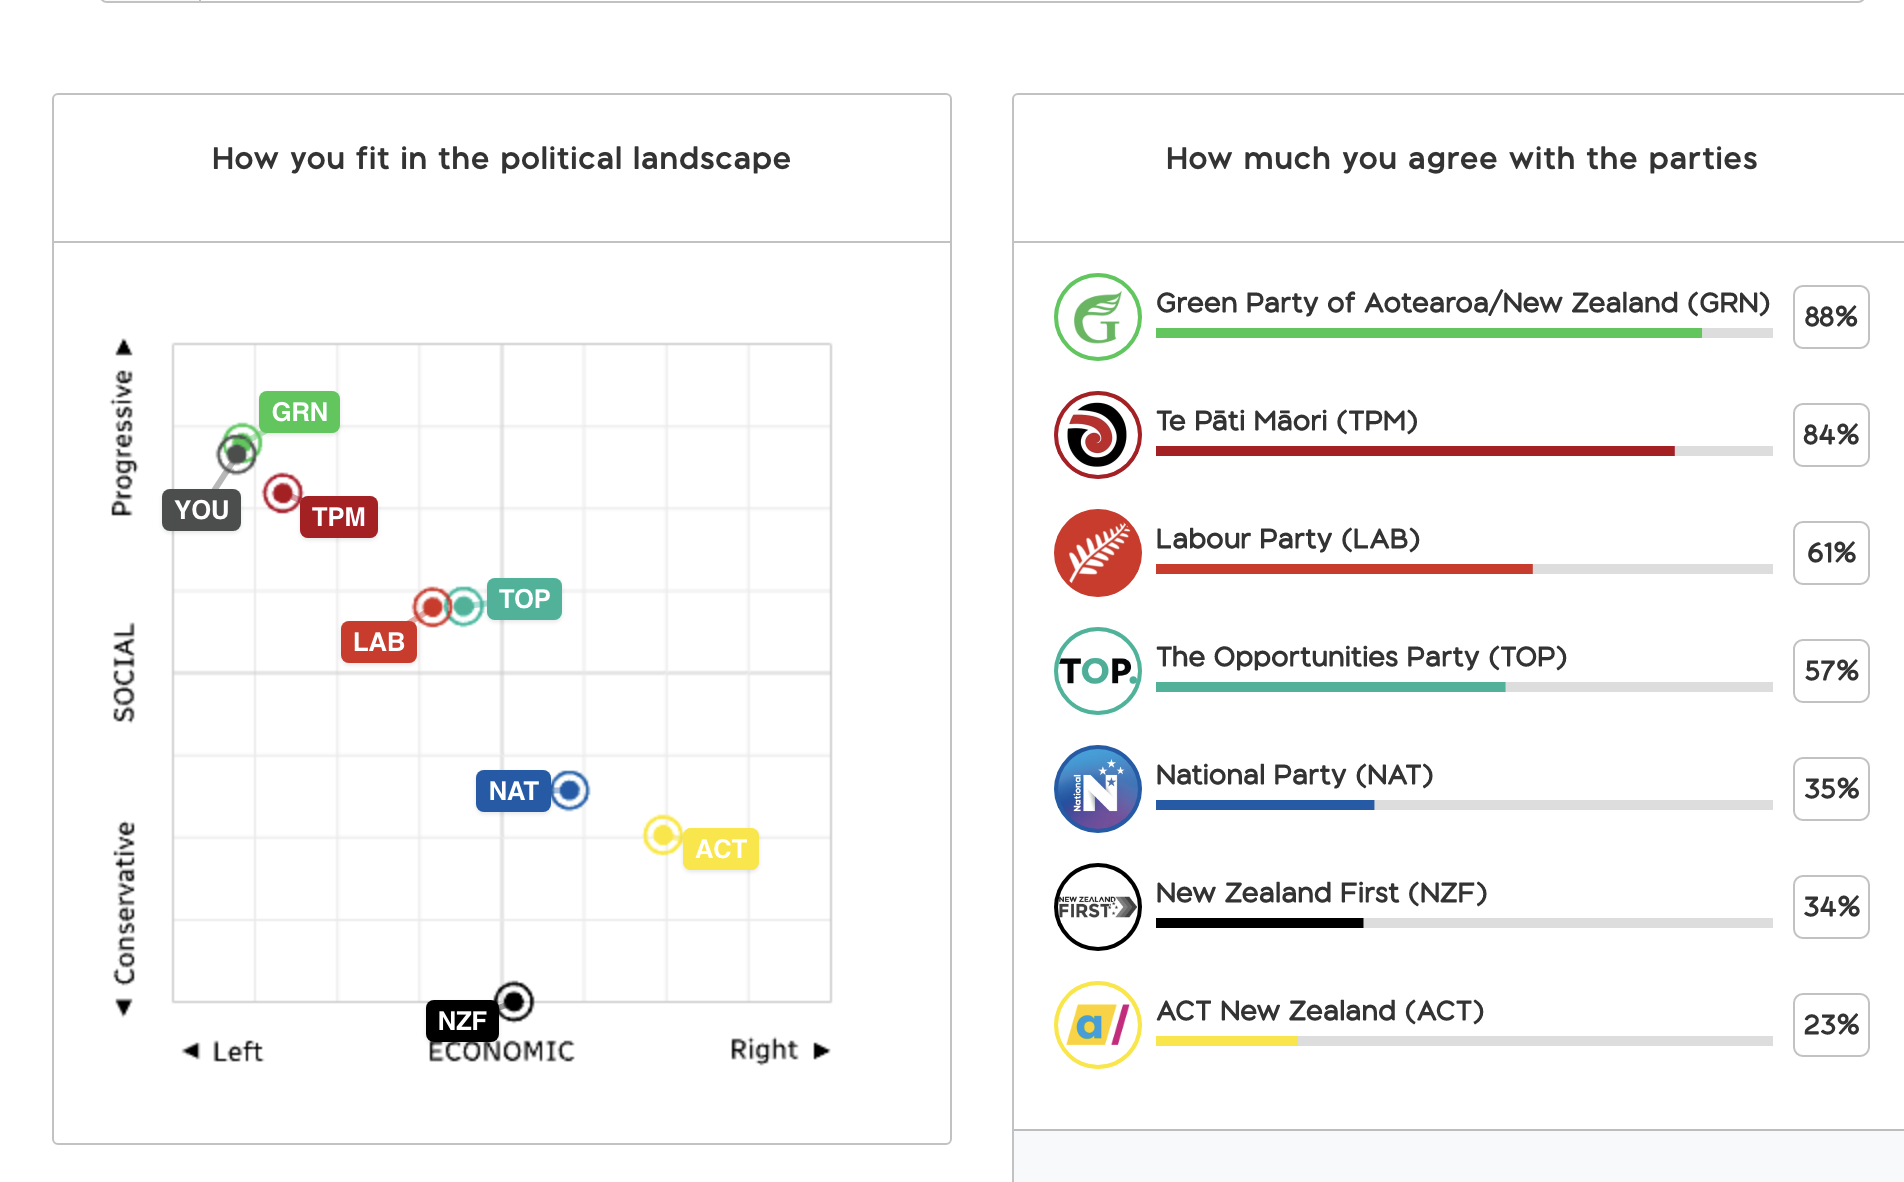 How you fit in the political landscape
▲
Progressive
SOCIAL
Conservative
▼
GRN
YOU
TPM
TOP
LAB
NAT
ACT
NZF
◀ Left
ECONOMIC
Right ▶
How much you agree with the parties
G
Green Party of Aotearoa/New Zealand (GRN)
88%
Te Pāti Māori (TPM)
84%
Labour Party (LAB)
61%
TOP.
The Opportunities Party (TOP)
57%
National
N
National Party (NAT)
35%
NEW ZEALAND
FIRST
New Zealand First (NZF)
34%
a/
ACT New Zealand (ACT)
23%